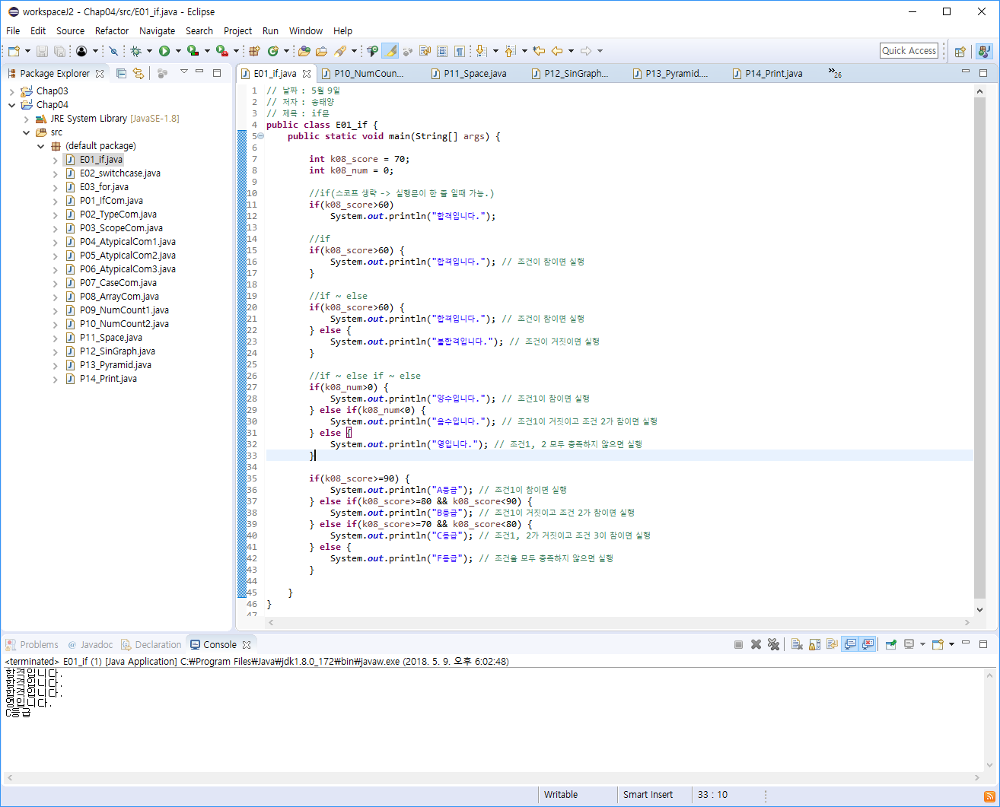 workspaceJ2 - Chap04/src/E01_if.java - Eclipse
File Edit Source Refactor Navigate Search Project Run Window Help
Quick Access
Package Explorer
Chap03
Chap04
JRE System Library [JavaSE-1.8]
src
(default package)
E01_if.java
E02_switchcase.java
E03_for.java
P01_IfCom.java
P02_TypeCom.java
P03_ScopeCom.java
P04_AtypicalCom1.java
P05_AtypicalCom2.java
P06_AtypicalCom3.java
P07_CaseCom.java
P08_ArrayCom.java
P09_NumCount1.java
P10_NumCount2.java
P11_Space.java
P12_SinGraph.java
P13_Pyramid.java
P14_Print.java
E01_if.java P10_NumCoun... P11_Space.java P12_SinGraph... P13_Pyramid.... P14_Print.java »26
1 // 날짜 : 5월 9일
2 // 저자 : 송태양
3 // 제목 : if문
4 public class E01_if {
5 public static void main(String[] args) {
6
7 int k08_score = 70;
8 int k08_num = 0;
9
10 //if(스코프 생략 -> 실행문이 한 줄 일때 가능.)
11 if(k08_score>60)
12 System.out.println("합격입니다.");
13
14 //if
15 if(k08_score>60) {
16 System.out.println("합격입니다."); // 조건이 참이면 실행
17 }
18
19 //if ~ else
20 if(k08_score>60) {
21 System.out.println("합격입니다."); // 조건이 참이면 실행
22 } else {
23 System.out.println("불합격입니다."); // 조건이 거짓이면 실행
24 }
25
26 //if ~ else if ~ else
27 if(k08_num>0) {
28 System.out.println("양수입니다."); // 조건1이 참이면 실행
29 } else if(k08_num<0) {
30 System.out.println("음수입니다."); // 조건1이 거짓이고 조건 2가 참이면 실행
31 } else {
32 System.out.println("영입니다."); // 조건1, 2 모두 충족하지 않으면 실행
33 }
34
35 if(k08_score>=90) {
36 System.out.println("A등급"); // 조건1이 참이면 실행
37 } else if(k08_score>=80 && k08_score<90) {
38 System.out.println("B등급"); // 조건1이 거짓이고 조건 2가 참이면 실행
39 } else if(k08_score>=70 && k08_score<80) {
40 System.out.println("C등급"); // 조건1, 2가 거짓이고 조건 3이 참이면 실행
41 } else {
42 System.out.println("F등급"); // 조건을 모두 충족하지 않으면 실행
43 }
44
45 }
46 }
47
Problems Javadoc Declaration Console
<terminated> E01_if (1) [Java Application] C:₩Program Files₩Java₩jdk1.8.0_172₩bin₩javaw.exe (2018. 5. 9. 오후 6:02:48)
합격입니다.
합격입니다.
합격입니다.
영입니다.
C등급
Writable Smart Insert 33 : 10